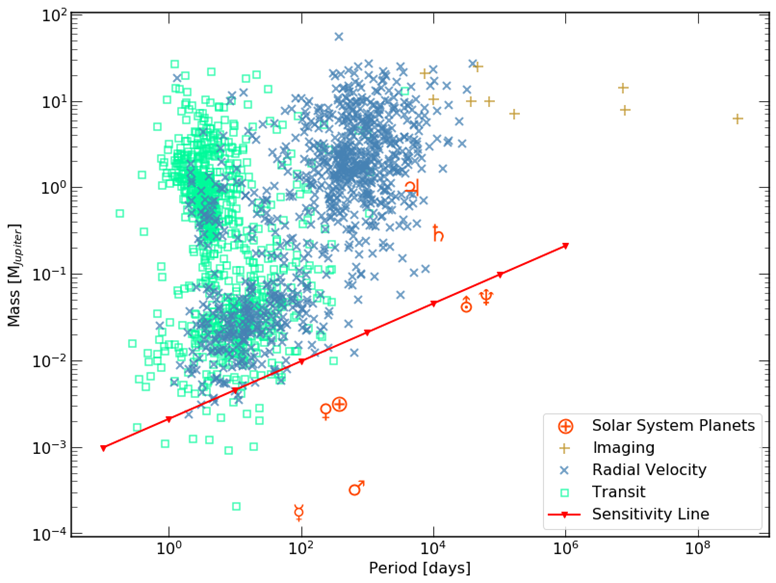 10²
10¹
10⁰
10⁻¹
10⁻²
10⁻³
10⁻⁴
Mass [M_Jupiter]
♃
♄
⛢
♆
♀
⊕
♂
☿
Solar System Planets
Imaging
Radial Velocity
Transit
Sensitivity Line
10⁰ 10² 10⁴ 10⁶ 10⁸
Period [days]